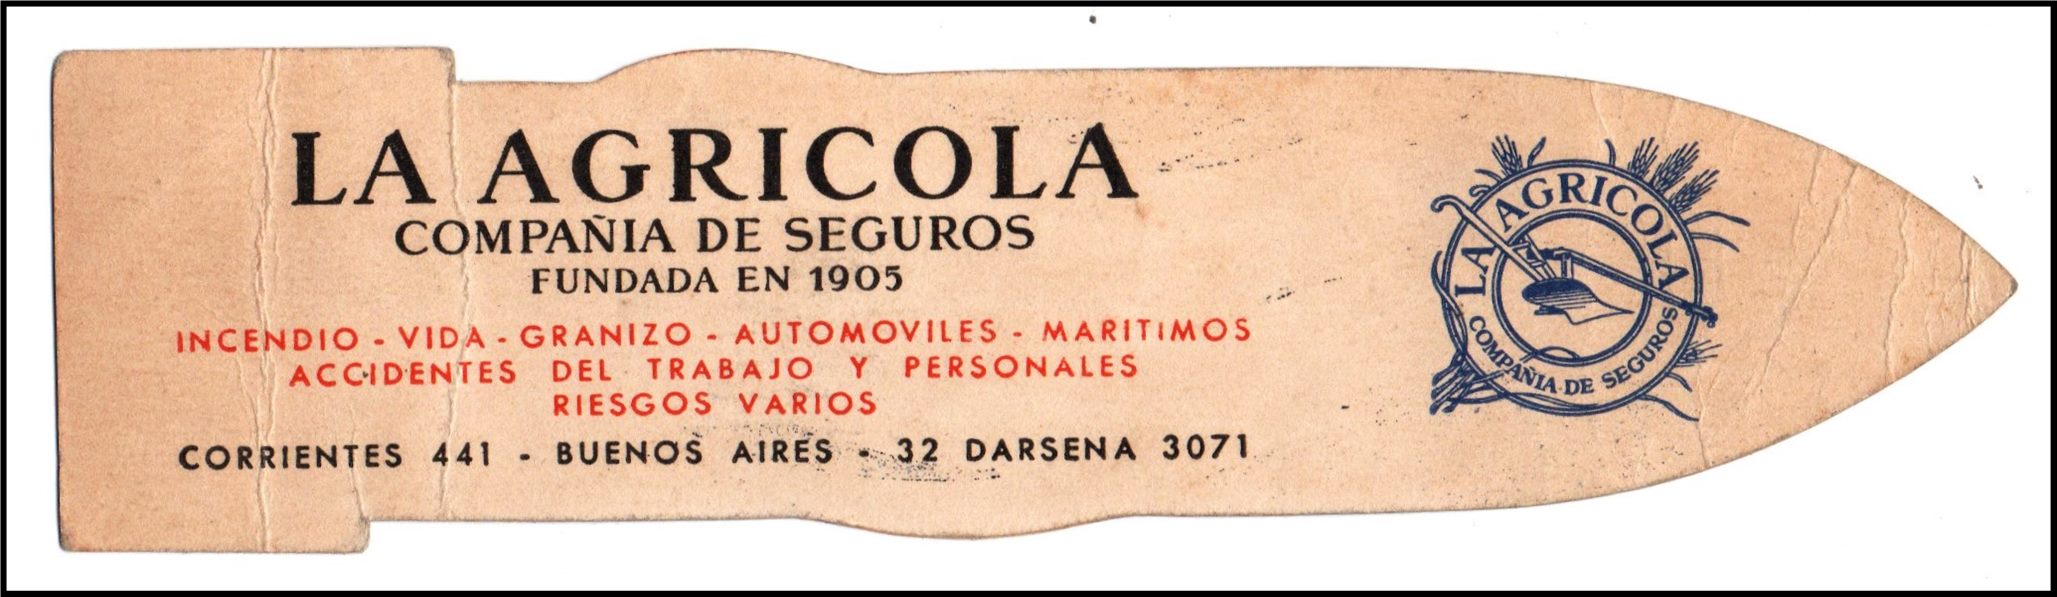 LA AGRICOLA
COMPAÑIA DE SEGUROS
FUNDADA EN 1905
INCENDIO - VIDA - GRANIZO - AUTOMOVILES - MARITIMOS
ACCIDENTES DEL TRABAJO Y PERSONALES
RIESGOS VARIOS
CORRIENTES 441 - BUENOS AIRES - 32 DARSENA 3071
LA AGRICOLA
COMPAÑIA DE SEGUROS